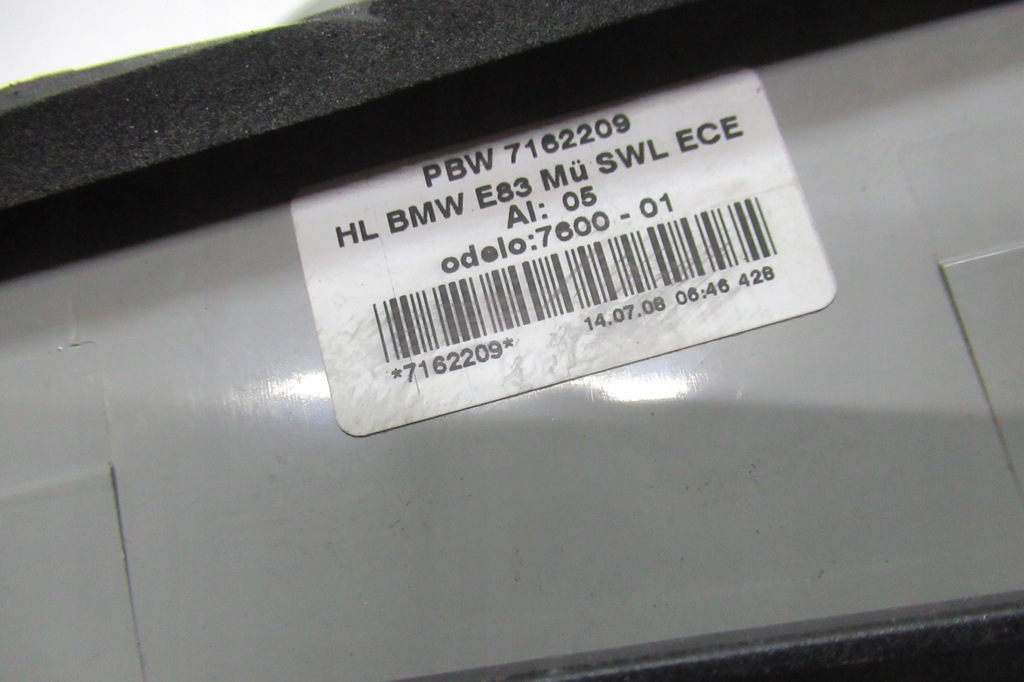 PBW 7162209
HL BMW E83 Mü SWL ECE
AI: 05
odelo:7600 - 01
14.07.08 06:46 428
*7162209*